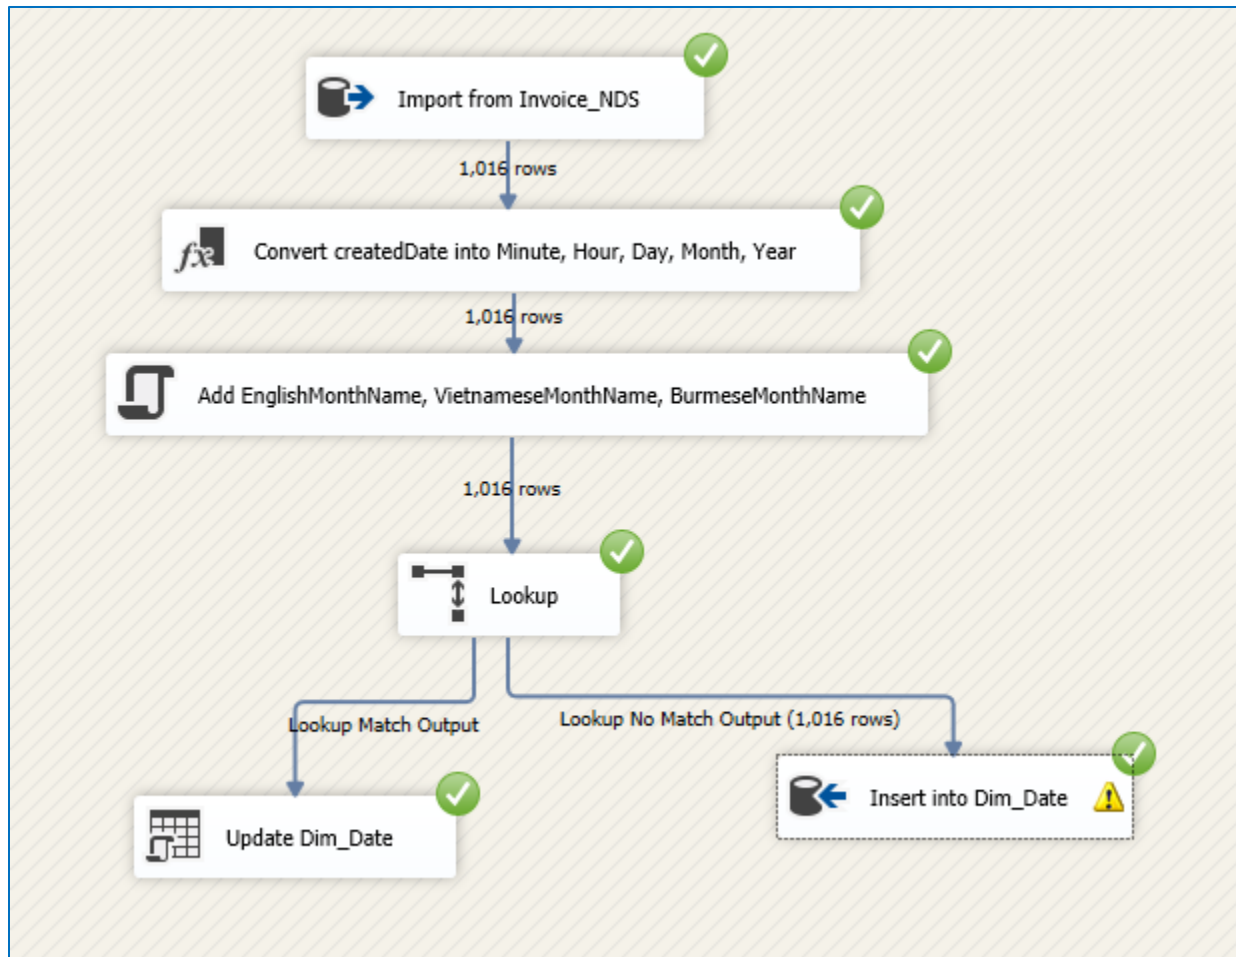 Import from Invoice_NDS
1,016 rows
Convert createdDate into Minute, Hour, Day, Month, Year
1,016 rows
Add EnglishMonthName, VietnameseMonthName, BurmeseMonthName
1,016 rows
Lookup
Lookup Match Output
Lookup No Match Output (1,016 rows)
Insert into Dim_Date
Update Dim_Date